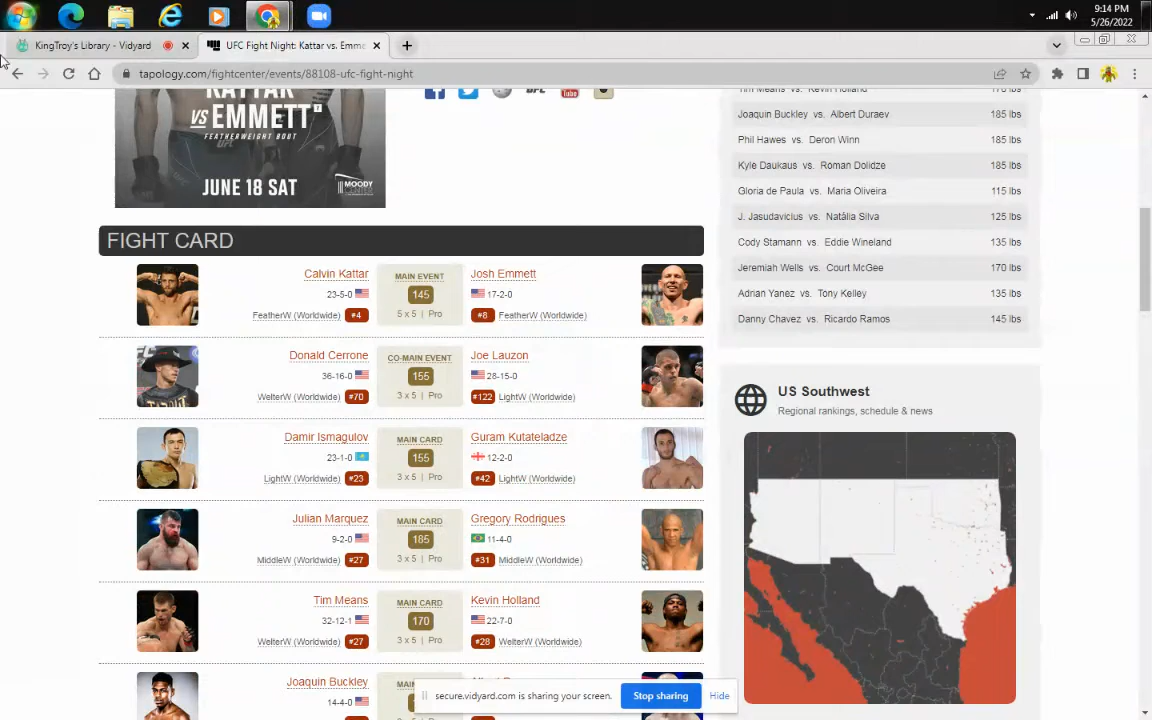 9:14 PM
5/26/2022
KingTroy's Library - Vidyard
UFC Fight Night: Kattar vs. Emme
tapology.com/fightcenter/events/88108-ufc-fight-night
KATTAR
VS EMMETT
FEATHERWEIGHT BOUT
JUNE 18 SAT
MOODY
CENTER
UFC
You
Tube
Tim Means vs. Kevin Holland 170 lbs
Joaquin Buckley vs. Albert Duraev 185 lbs
Phil Hawes vs. Deron Winn 185 lbs
Kyle Daukaus vs. Roman Dolidze 185 lbs
Gloria de Paula vs. Maria Oliveira 115 lbs
J. Jasudavicius vs. Natália Silva 125 lbs
Cody Stamann vs. Eddie Wineland 135 lbs
Jeremiah Wells vs. Court McGee 170 lbs
Adrian Yanez vs. Tony Kelley 135 lbs
Danny Chavez vs. Ricardo Ramos 145 lbs
FIGHT CARD
Calvin Kattar MAIN EVENT Josh Emmett
23-5-0 145 17-2-0
FeatherW (Worldwide) #4 5 x 5 | Pro #8 FeatherW (Worldwide)
Donald Cerrone CO-MAIN EVENT Joe Lauzon
36-16-0 155 28-15-0
WelterW (Worldwide) #70 3 x 5 | Pro #122 LightW (Worldwide)
Damir Ismagulov MAIN CARD Guram Kutateladze
23-1-0 155 12-2-0
LightW (Worldwide) #23 3 x 5 | Pro #42 LightW (Worldwide)
Julian Marquez MAIN CARD Gregory Rodrigues
9-2-0 185 11-4-0
MiddleW (Worldwide) #27 3 x 5 | Pro #31 MiddleW (Worldwide)
Tim Means MAIN CARD Kevin Holland
32-12-1 170 22-7-0
WelterW (Worldwide) #27 3 x 5 | Pro #28 WelterW (Worldwide)
Joaquin Buckley
14-4-0
US Southwest
Regional rankings, schedule & news
secure.vidyard.com is sharing your screen. Stop sharing Hide